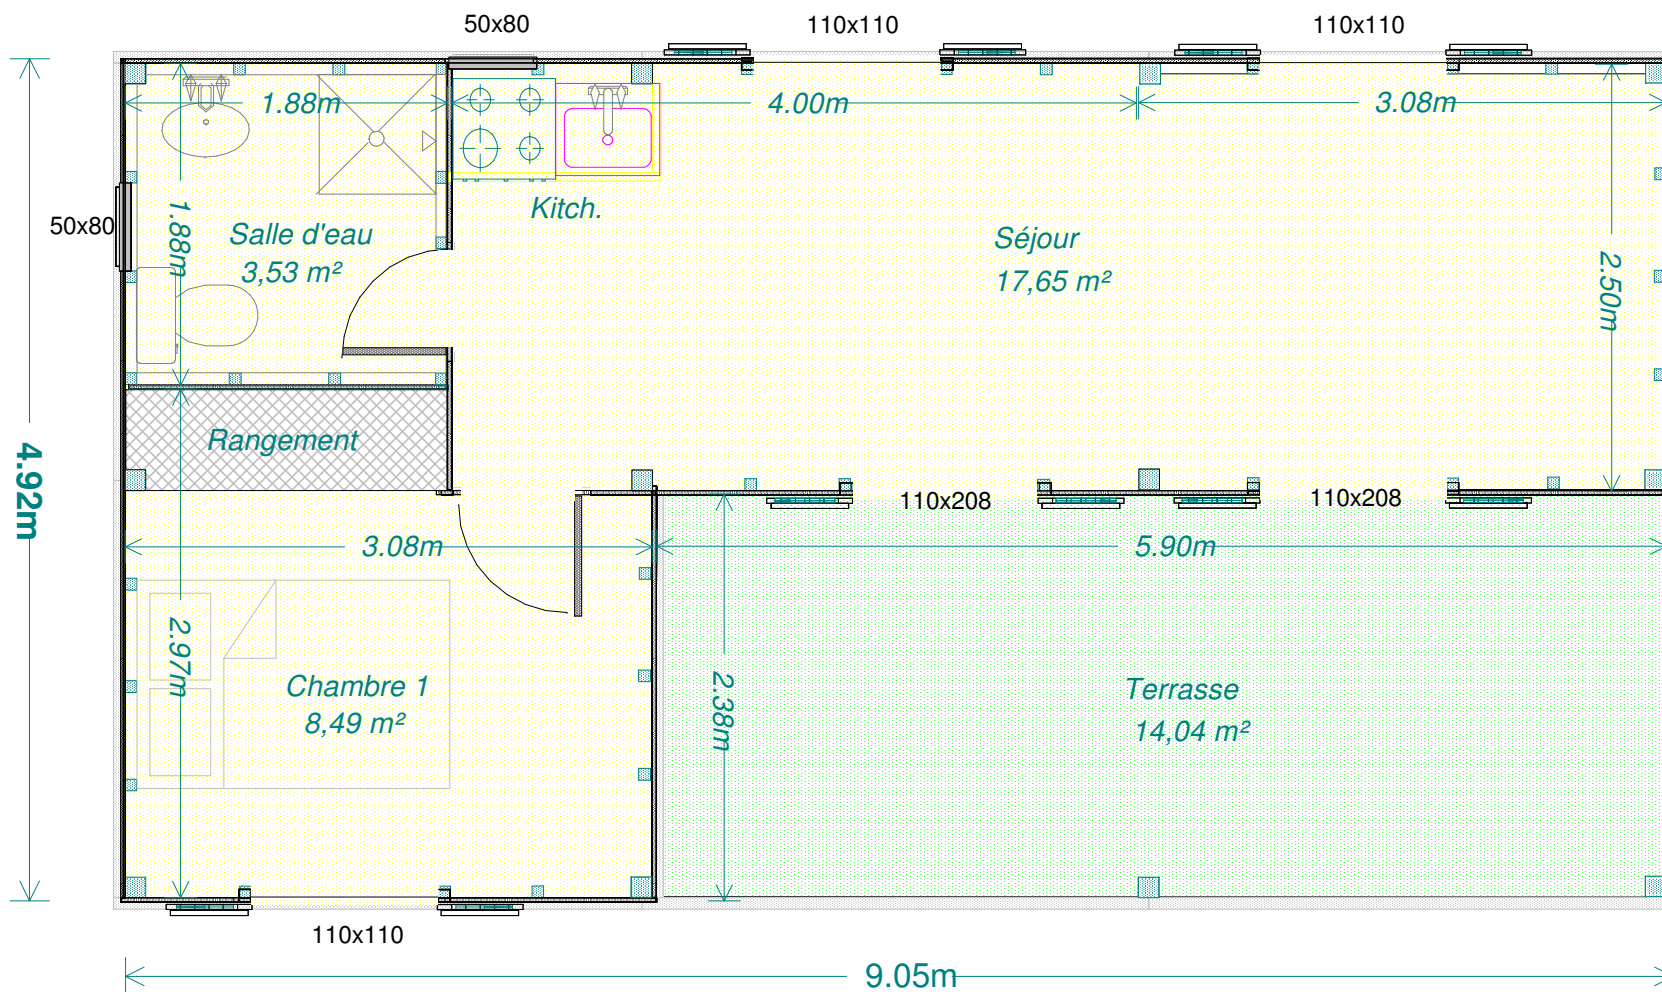 50x80
110x110
110x110
1.88m
4.00m
3.08m
Kitch.
50x80
1.88m
Salle d'eau
3,53 m²
Séjour
17,65 m²
2.50m
Rangement
4.92m
110x208
110x208
3.08m
5.90m
2.97m
Chambre 1
8,49 m²
2.38m
Terrasse
14,04 m²
110x110
9.05m